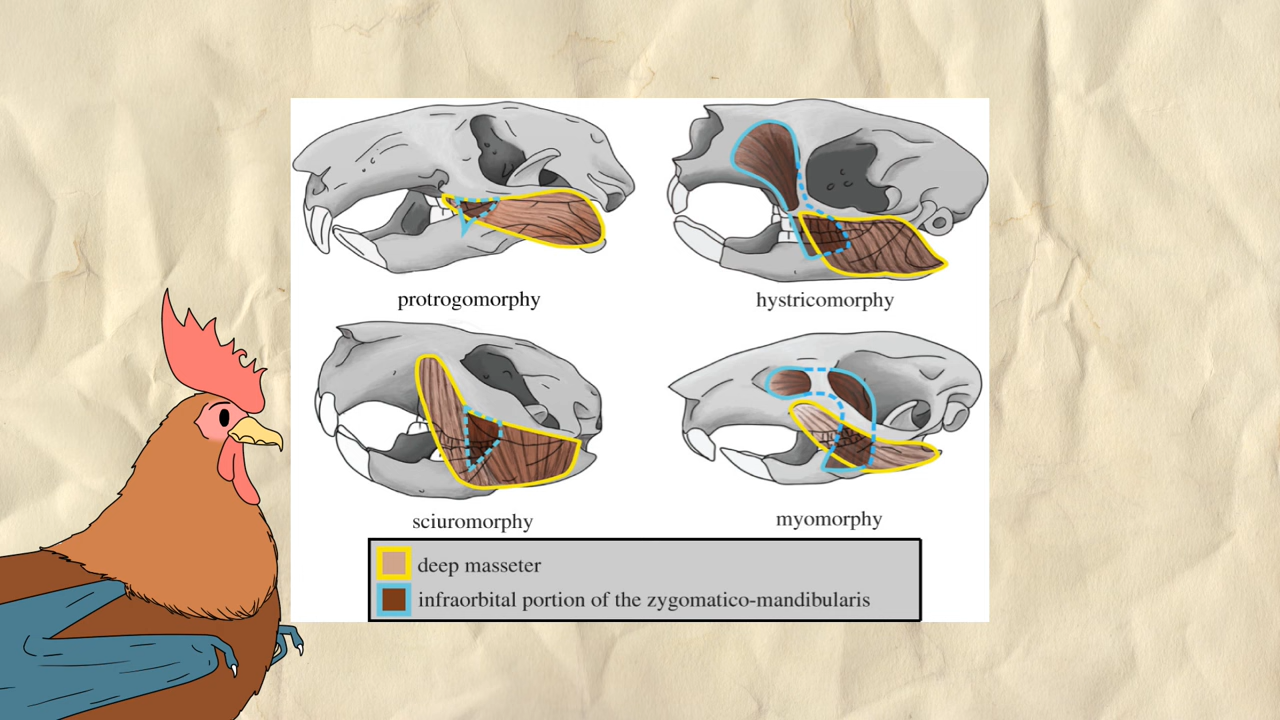 protrogomorphy
hystricomorphy
sciuromorphy
myomorphy
deep masseter
infraorbital portion of the zygomatico-mandibularis